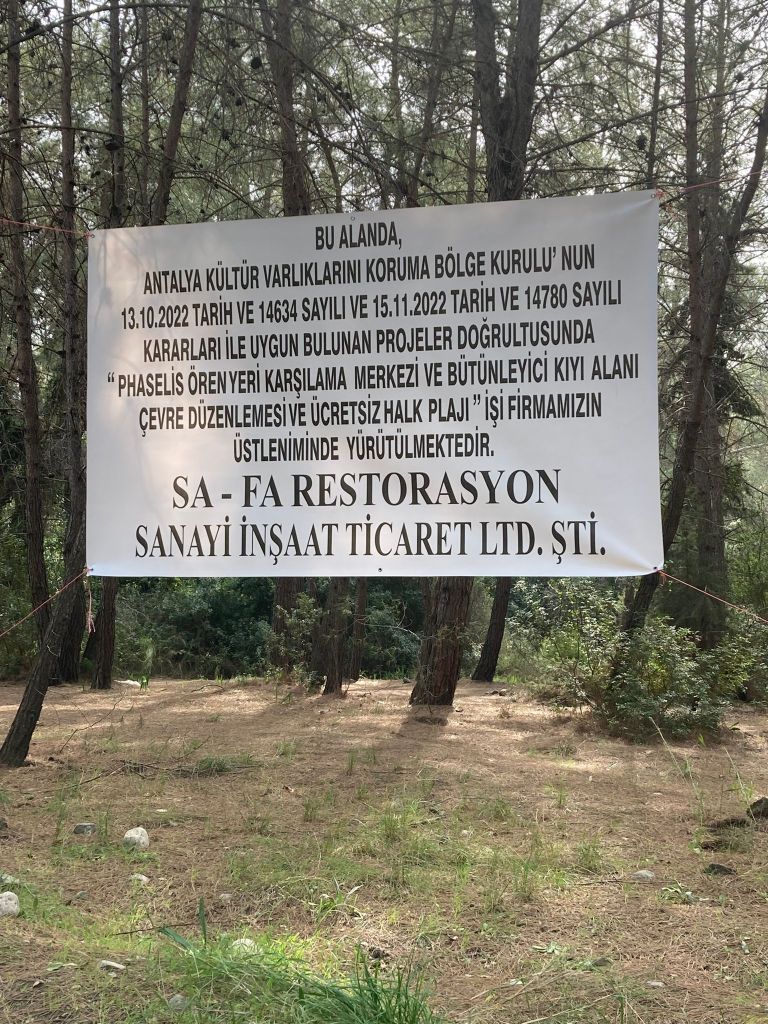 BU ALANDA,
ANTALYA KÜLTÜR VARLIKLARINI KORUMA BÖLGE KURULU' NUN
13.10.2022 TARİH VE 14634 SAYILI VE 15.11.2022 TARİH VE 14780 SAYILI
KARARLARI İLE UYGUN BULUNAN PROJELER DOĞRULTUSUNDA
“ PHASELİS ÖREN YERİ KARŞILAMA MERKEZİ VE BÜTÜNLEYİCİ KIYI ALANI
ÇEVRE DÜZENLEMESİ VE ÜCRETSİZ HALK PLAJI ” İŞİ FİRMAMIZIN
ÜSTLENİMİNDE YÜRÜTÜLMEKTEDİR.
SA - FA RESTORASYON
SANAYİ İNŞAAT TİCARET LTD. ŞTİ.